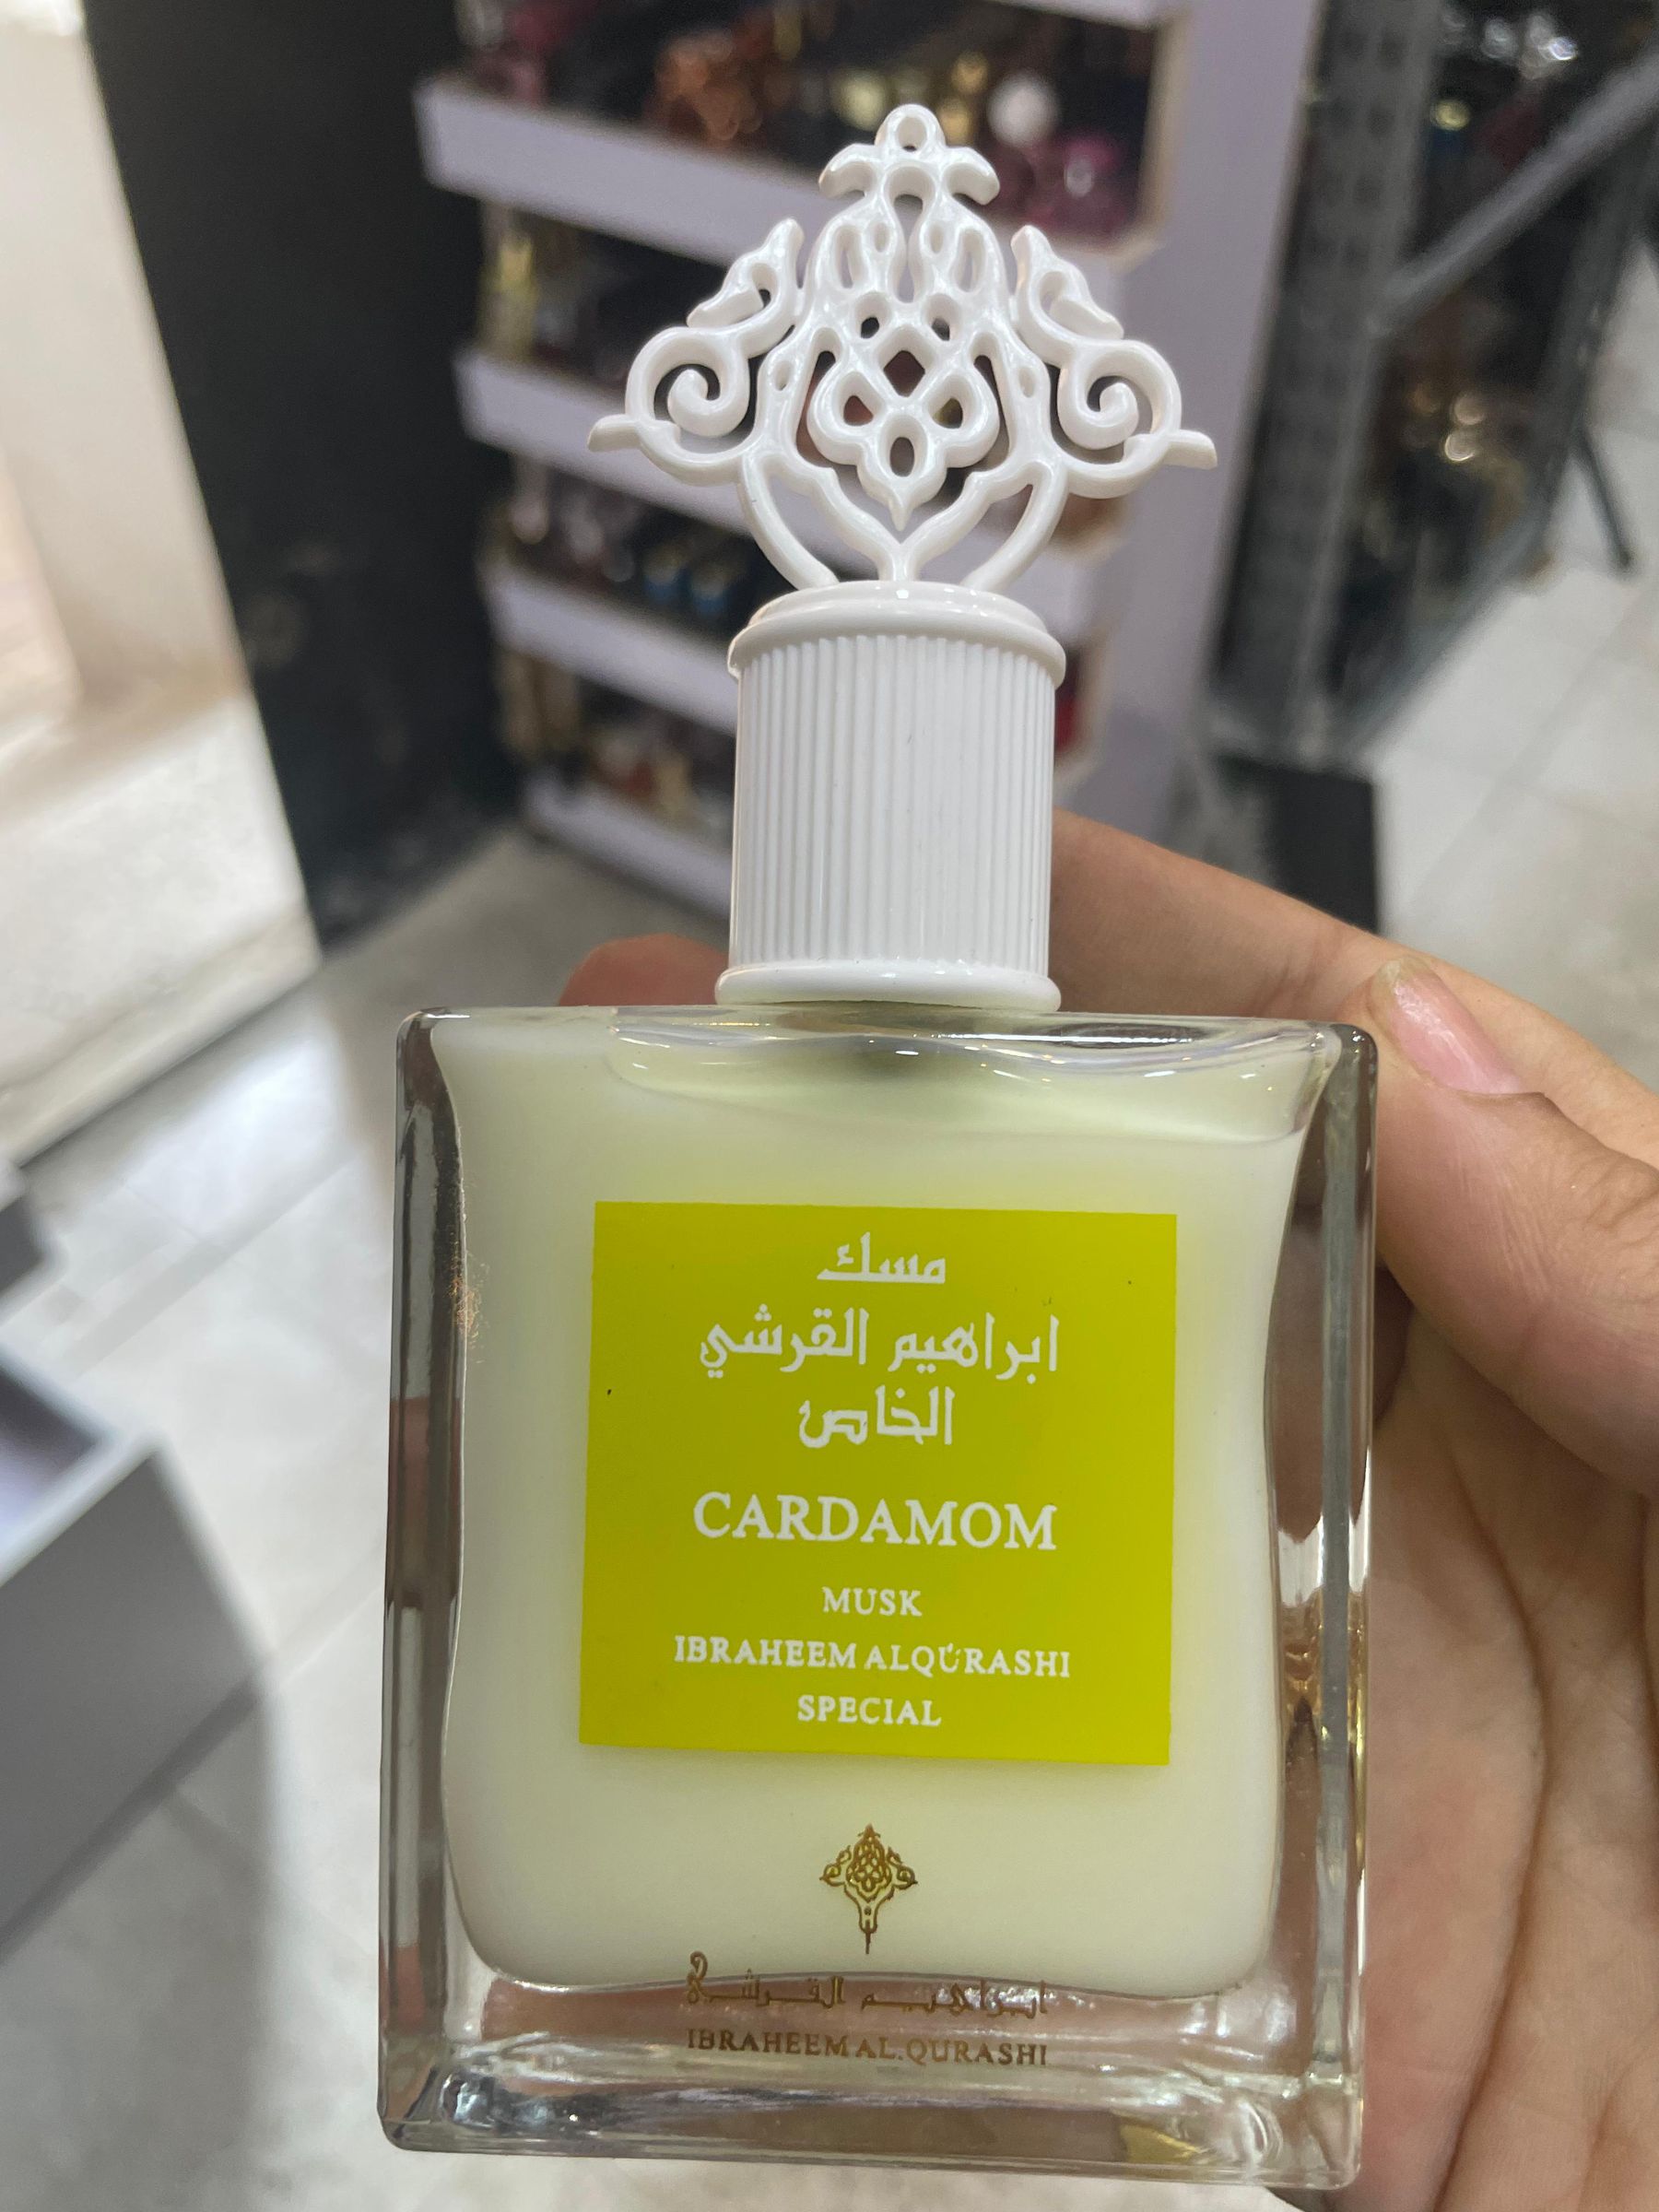 مسك
ابراهيم القرشي
الخاص
CARDAMOM
MUSK
IBRAHEEM ALQURASHI
SPECIAL
ابراهيم القرشي
IBRAHEEM AL.QURASHI